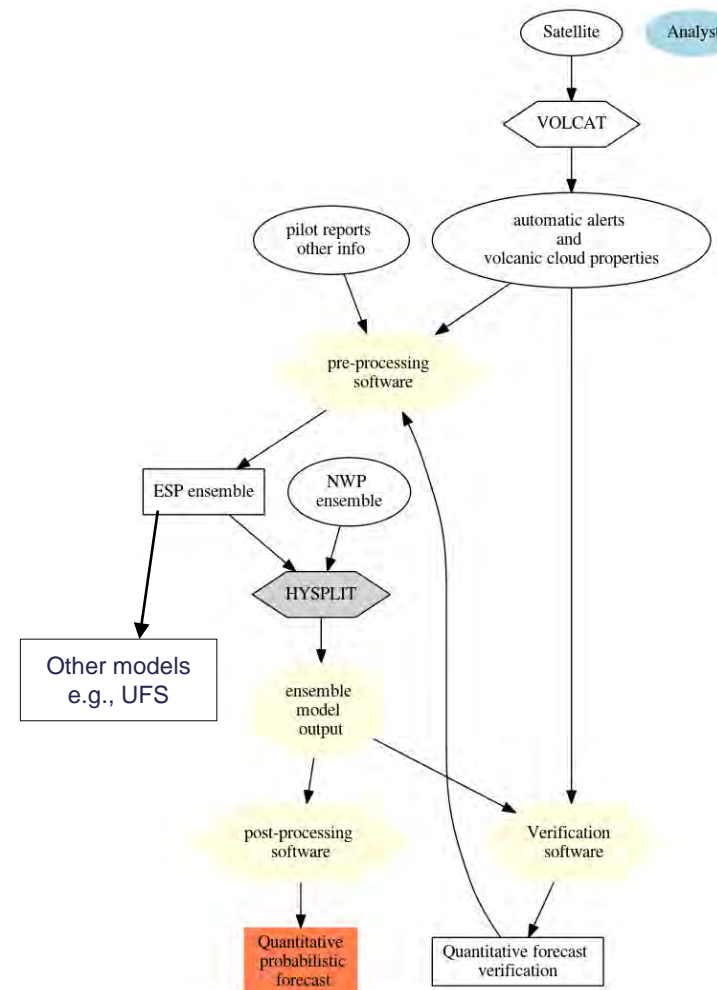 Satellite
Analyst
VOLCAT
automatic alerts
and
volcanic cloud properties
pilot reports
other info
pre-processing
software
ESP ensemble
NWP
ensemble
HYSPLIT
Other models
e.g., UFS
ensemble
model
output
post-processing
software
Verification
software
Quantitative
probabilistic
forecast
Quantitative forecast
verification